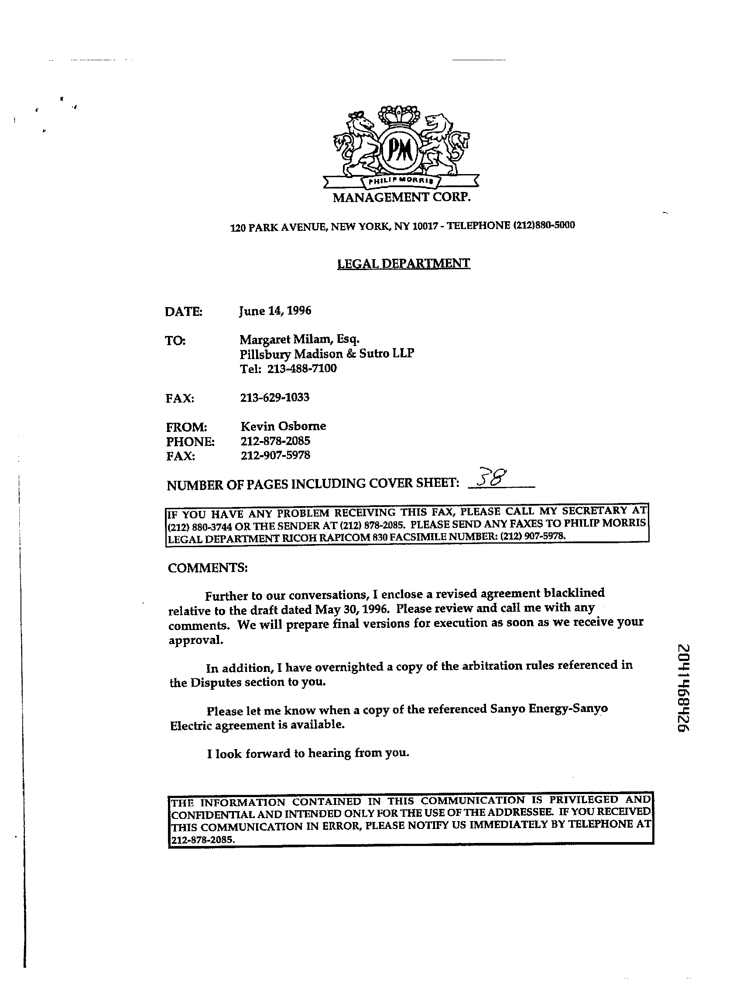 PM
PHILIP MORRIS
MANAGEMENT CORP.
120 PARK AVENUE, NEW YORK, NY 10017 - TELEPHONE (212)880-5000
LEGAL DEPARTMENT
DATE: June 14, 1996
TO: Margaret Milam, Esq.
Pillsbury Madison & Sutro LLP
Tel: 213-488-7100
FAX: 213-629-1033
FROM: Kevin Osborne
PHONE: 212-878-2085
FAX: 212-907-5978
NUMBER OF PAGES INCLUDING COVER SHEET: 38
IF YOU HAVE ANY PROBLEM RECEIVING THIS FAX, PLEASE CALL MY SECRETARY AT
(212) 880-3744 OR THE SENDER AT (212) 878-2085. PLEASE SEND ANY FAXES TO PHILIP MORRIS
LEGAL DEPARTMENT RICOH RAPICOM 830 FACSIMILE NUMBER: (212) 907-5978.
COMMENTS:
Further to our conversations, I enclose a revised agreement blacklined
relative to the draft dated May 30, 1996. Please review and call me with any
comments. We will prepare final versions for execution as soon as we receive your
approval.
In addition, I have overnighted a copy of the arbitration rules referenced in
the Disputes section to you.
Please let me know when a copy of the referenced Sanyo Energy-Sanyo
Electric agreement is available.
I look forward to hearing from you.
THE INFORMATION CONTAINED IN THIS COMMUNICATION IS PRIVILEGED AND
CONFIDENTIAL AND INTENDED ONLY FOR THE USE OF THE ADDRESSEE. IF YOU RECEIVED
THIS COMMUNICATION IN ERROR, PLEASE NOTIFY US IMMEDIATELY BY TELEPHONE AT
212-878-2085.
2041468426